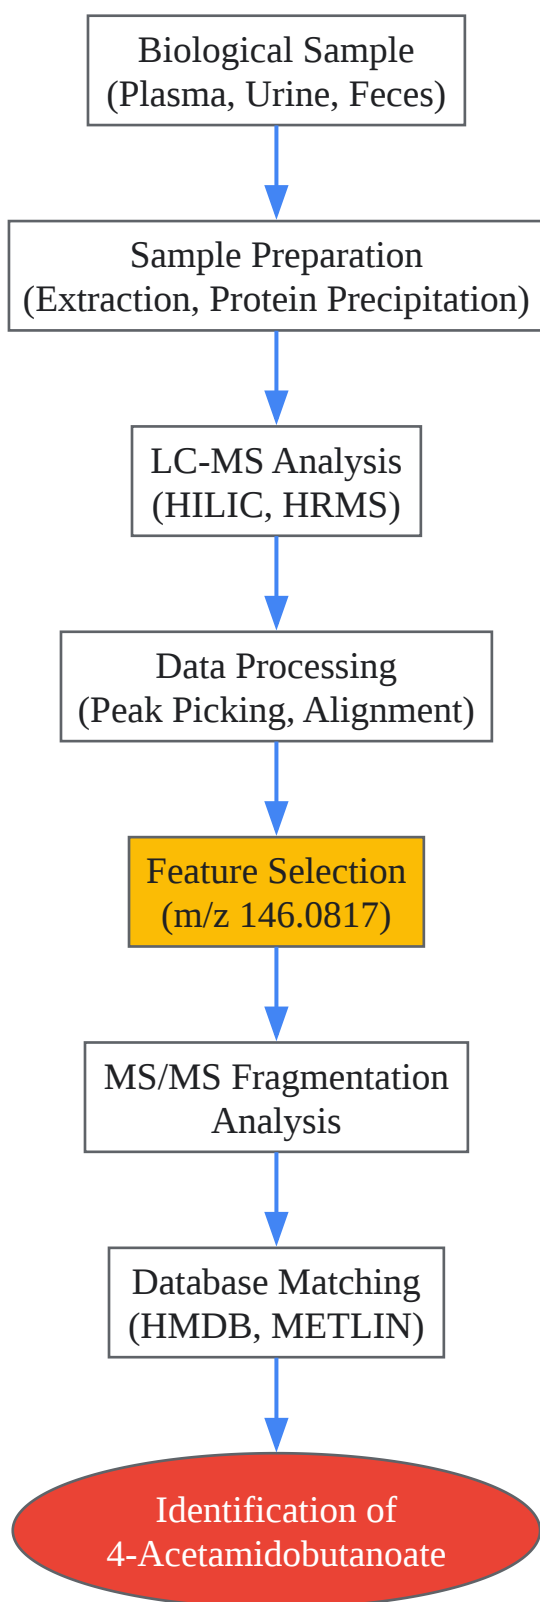 Biological Sample
(Plasma, Urine, Feces)
Sample Preparation
(Extraction, Protein Precipitation)
LC-MS Analysis
(HILIC, HRMS)
Data Processing
(Peak Picking, Alignment)
Feature Selection
(m/z 146.0817)
MS/MS Fragmentation
Analysis
Database Matching
(HMDB, METLIN)
Identification of
4-Acetamidobutanoate